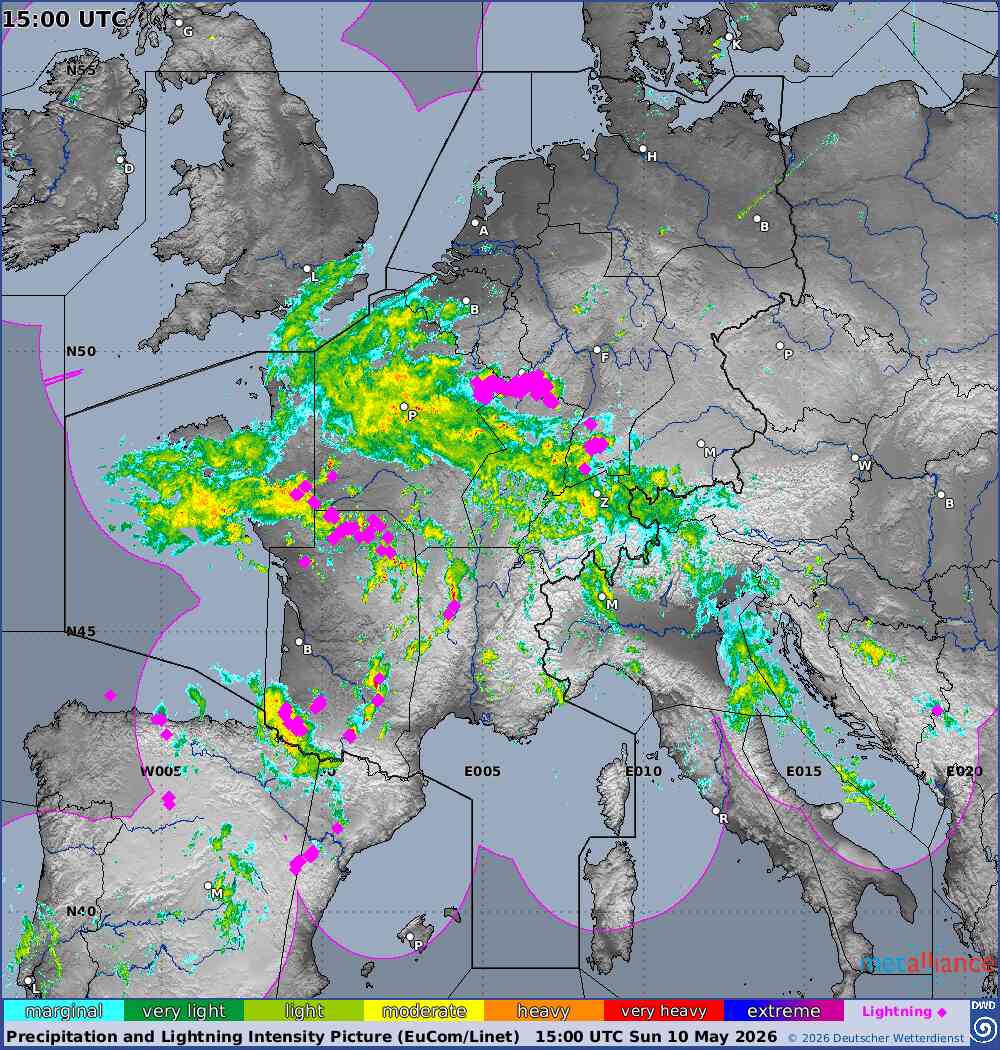 15:00 UTC
G
K
N55
D
H
A
B
L
B
N50
F
P
P
M
W
Z
B
M
N45
B
W005
0
E005
E010
E015
E020
R
M
N40
P
L
metalliance
marginal very light light moderate heavy very heavy extreme Lightning
DWD
Precipitation and Lightning Intensity Picture (EuCom/Linet) 15:00 UTC Sun 10 May 2026 © 2026 Deutscher Wetterdienst